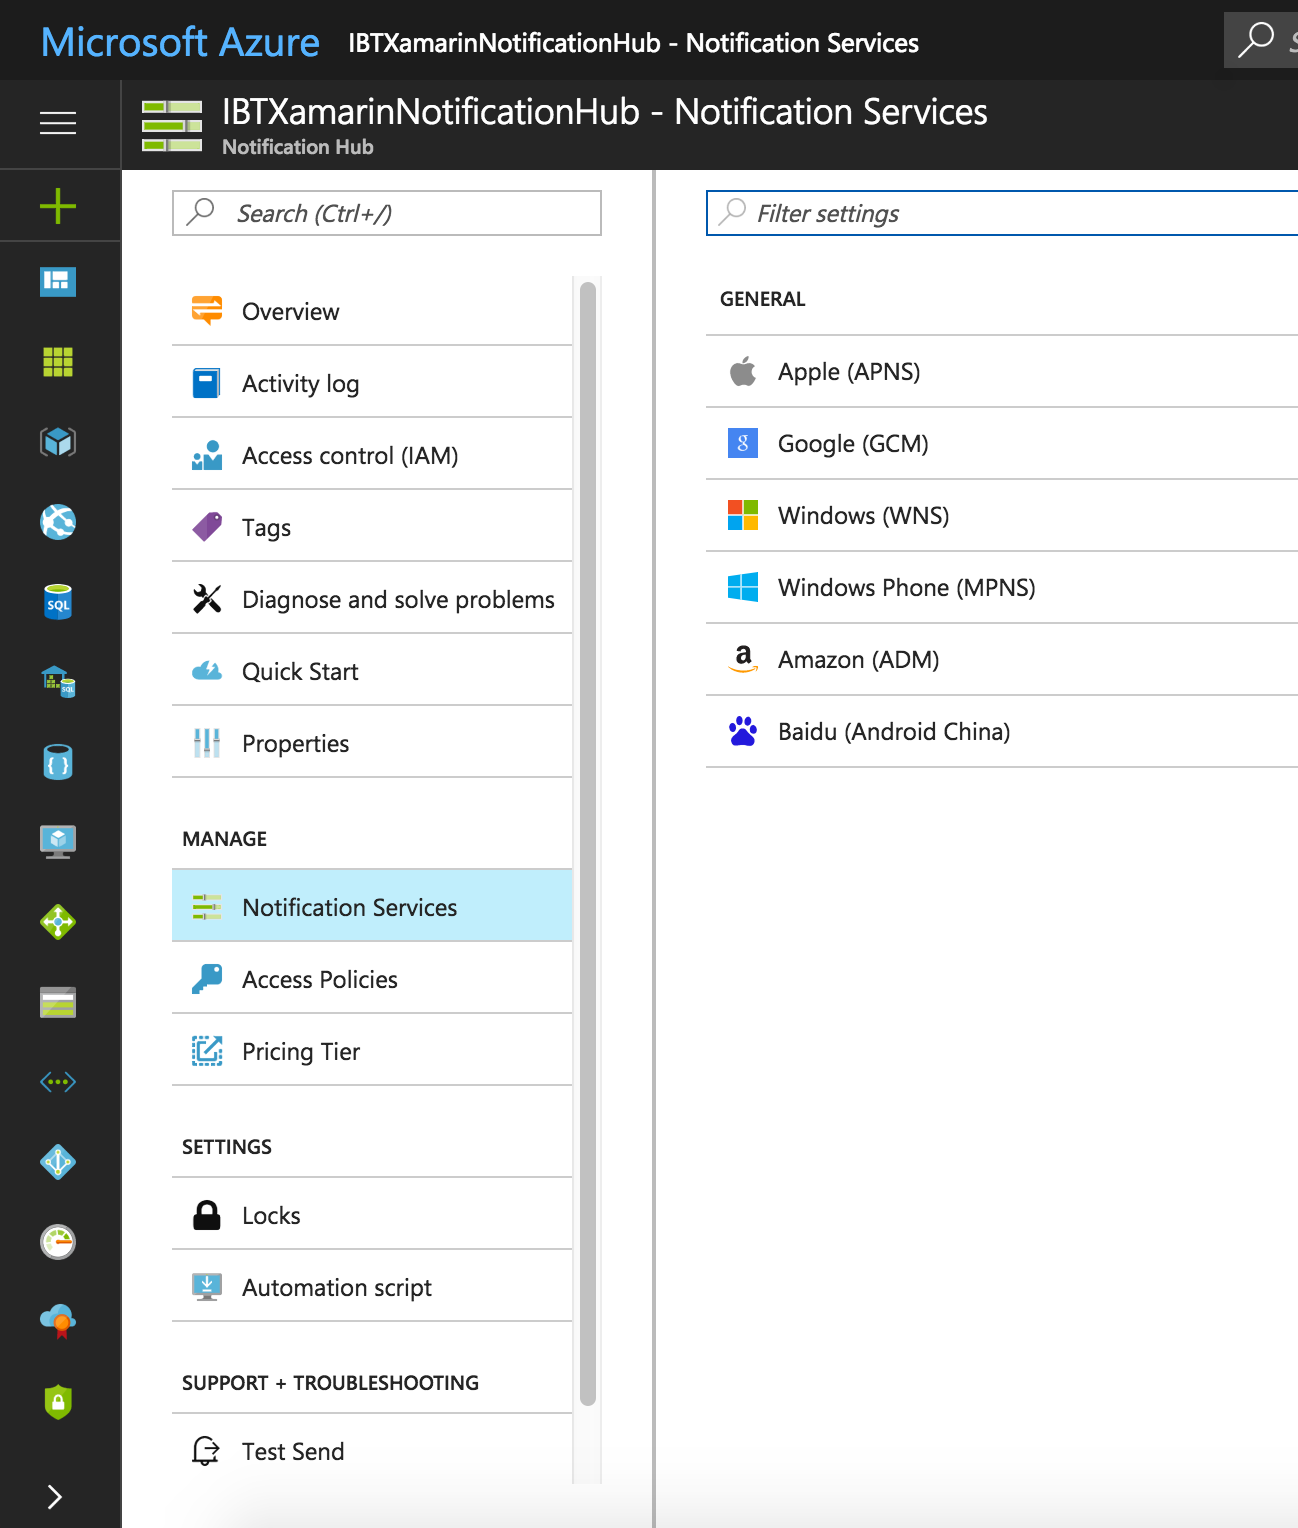 Microsoft Azure IBTXamarinNotificationHub - Notification Services
IBTXamarinNotificationHub - Notification Services
Notification Hub
Search (Ctrl+/)
Overview
Activity log
Access control (IAM)
Tags
Diagnose and solve problems
Quick Start
Properties
MANAGE
Notification Services
Access Policies
Pricing Tier
SETTINGS
Locks
Automation script
SUPPORT + TROUBLESHOOTING
Test Send
Filter settings
GENERAL
Apple (APNS)
Google (GCM)
Windows (WNS)
Windows Phone (MPNS)
Amazon (ADM)
Baidu (Android China)
SQL
SQL